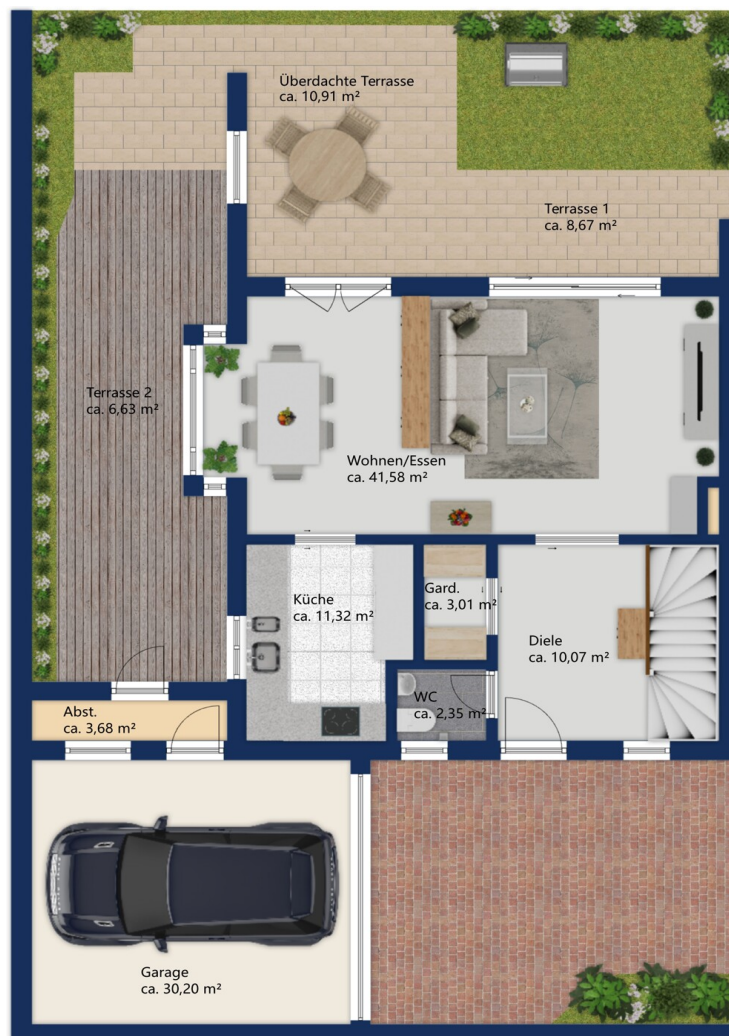 Überdachte Terrasse
ca. 10,91 m²
Terrasse 1
ca. 8,67 m²
Terrasse 2
ca. 6,63 m²
Wohnen/Essen
ca. 41,58 m²
Küche
ca. 11,32 m²
Gard.
ca. 3,01 m²
Diele
ca. 10,07 m²
WC
ca. 2,35 m²
Abst.
ca. 3,68 m²
Garage
ca. 30,20 m²